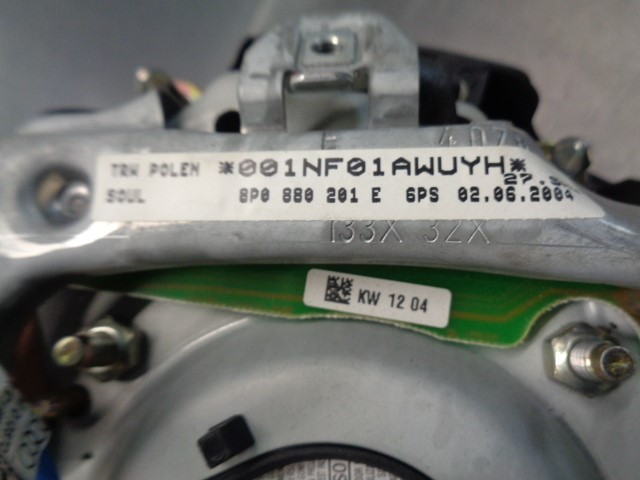 TRW POLEN *001NF01AWUYH*
SOUL 8P0 880 201 E 6PS 02.06.2004
133X 32X
KW 12 04